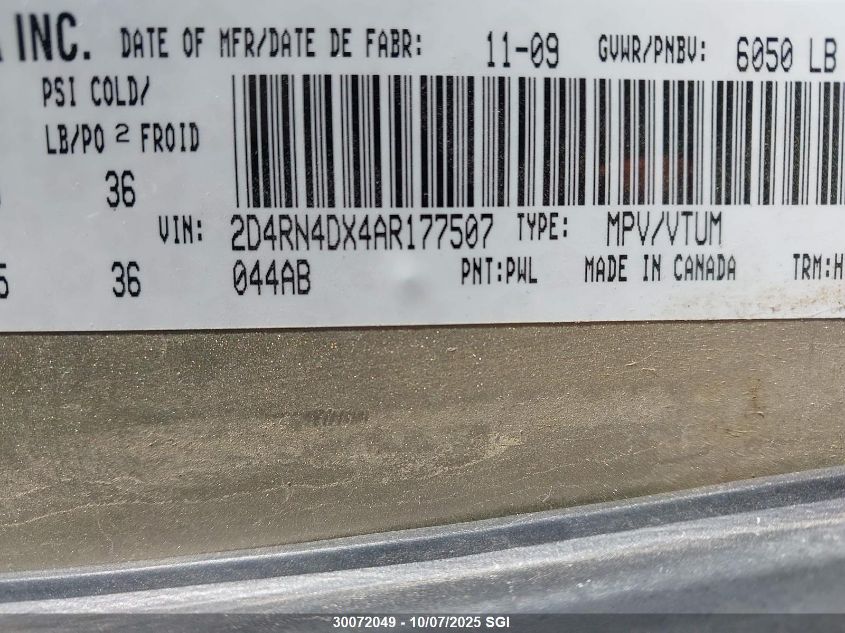 INC. DATE OF MFR/DATE DE FABR: 11-09 GVWR/PNBV: 6050 LB
PSI COLD/
LB/PO 2 FROID
36
VIN: 2D4RN4DX4AR177507 TYPE: MPV/VTUM
5 36 044AB PNT:PWL MADE IN CANADA TRM:H
30072049 - 10/07/2025 SGI